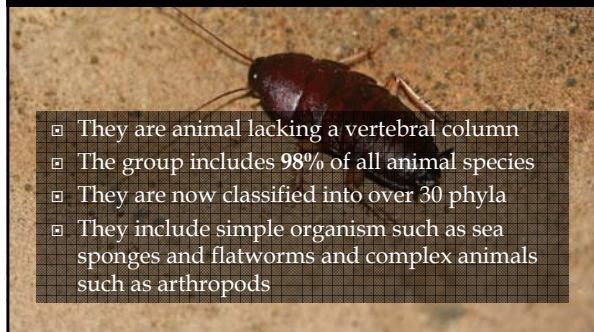 They are animal lacking a vertebral column
The group includes 98% of all animal species
They are now classified into over 30 phyla
They include simple organism such as sea
sponges and flatworms and complex animals
such as arthropods